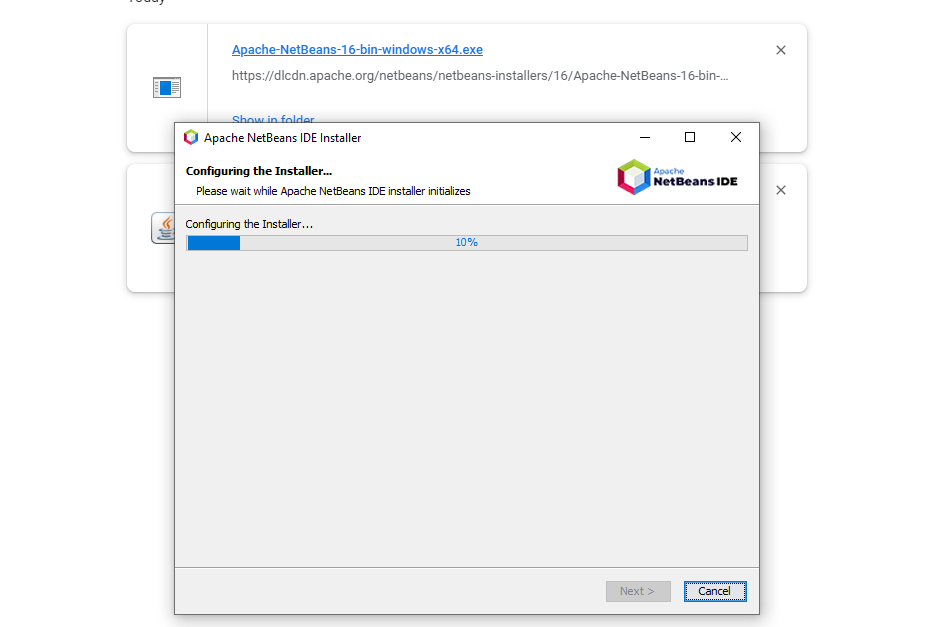 Today
Apache-NetBeans-16-bin-windows-x64.exe
https://dlcdn.apache.org/netbeans/netbeans-installers/16/Apache-NetBeans-16-bin-...
Show in folder
Apache NetBeans IDE Installer
Configuring the Installer...
Please wait while Apache NetBeans IDE installer initializes
Apache
NetBeans IDE
Configuring the Installer...
10%
Next >
Cancel